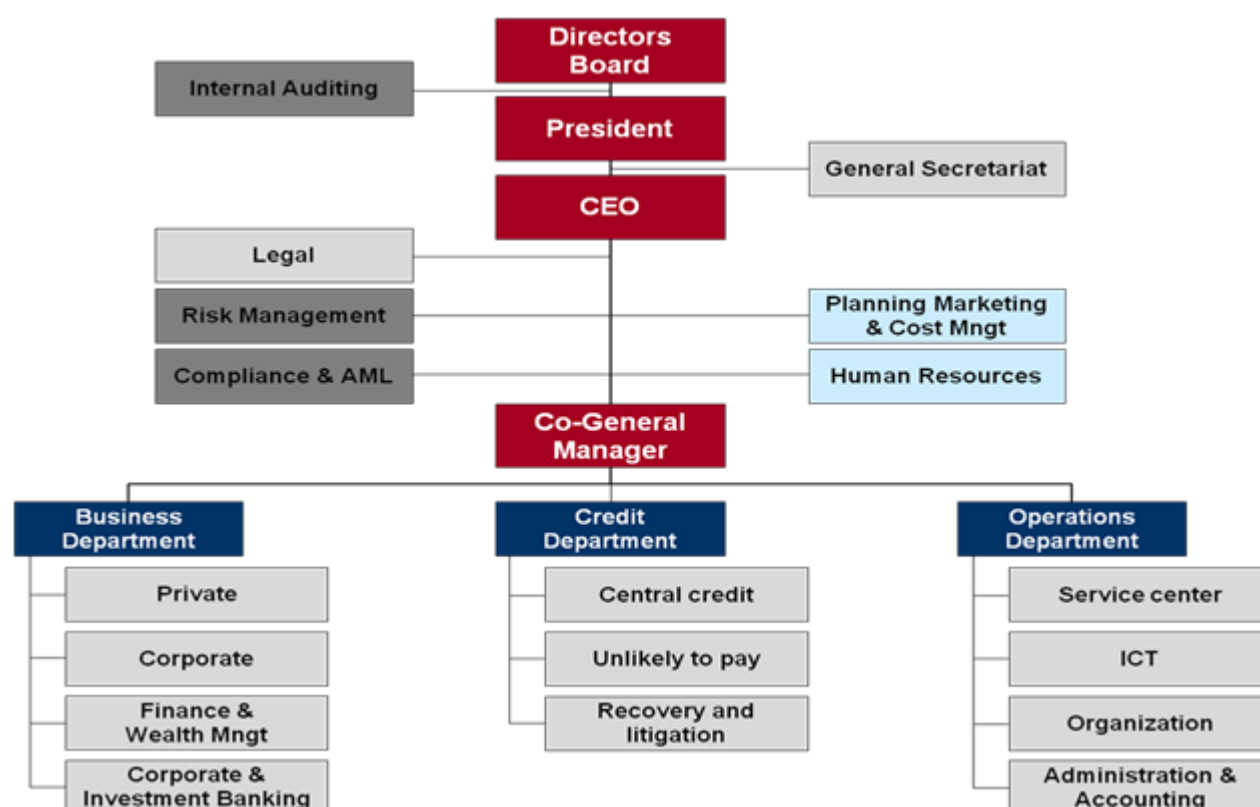 Directors
Board
Internal Auditing
President
General Secretariat
CEO
Legal
Risk Management
Planning Marketing
& Cost Mngt
Compliance & AML
Human Resources
Co-General
Manager
Business
Department
Credit
Department
Operations
Department
Private
Central credit
Service center
Corporate
Unlikely to pay
ICT
Finance &
Wealth Mngt
Recovery and
litigation
Organization
Corporate &
Investment Banking
Administration &
Accounting